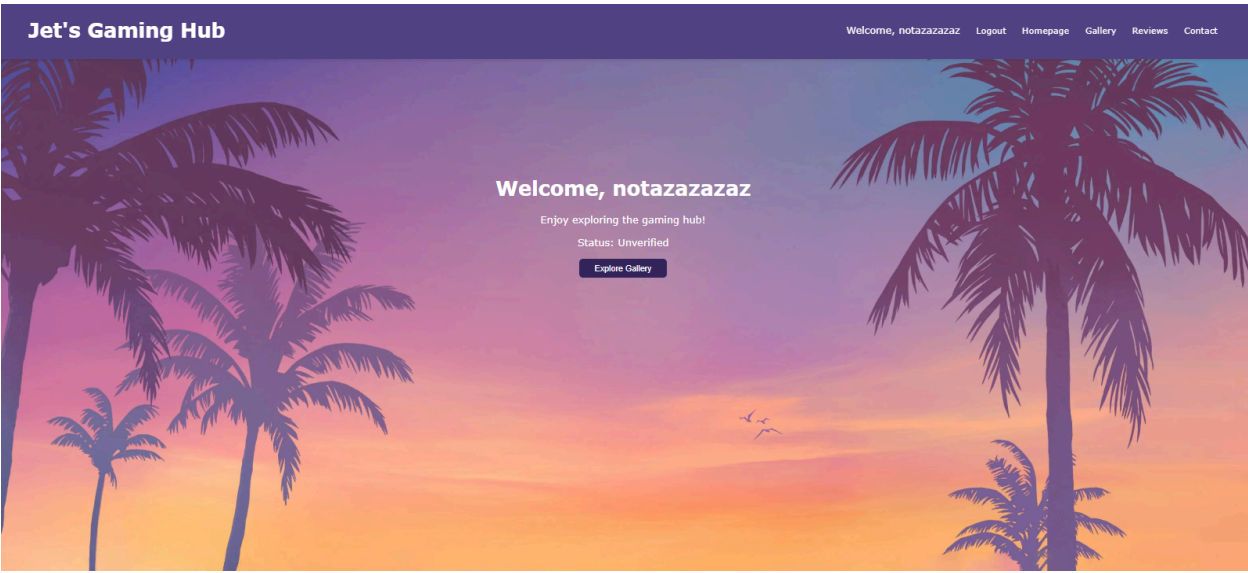 Jet's Gaming Hub
Welcome, notazazazaz Logout Homepage Gallery Reviews Contact
Welcome, notazazazaz
Enjoy exploring the gaming hub!
Status: Unverified
Explore Gallery